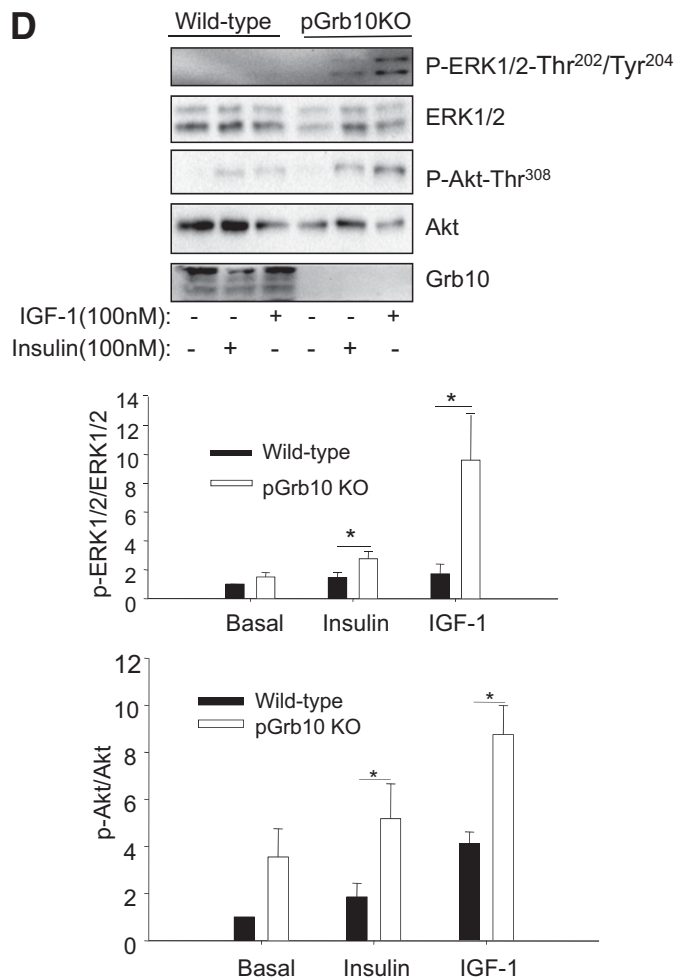 D
Wild-type pGrb10KO
P-ERK1/2-Thr202/Tyr204
ERK1/2
P-Akt-Thr308
Akt
Grb10
IGF-1(100nM): - - + - - +
Insulin(100nM): - + - - + -
14
12
10
8
6
4
2
0
p-ERK1/2/ERK1/2
Wild-type
pGrb10 KO
*
*
Basal Insulin IGF-1
12
10
8
6
4
2
0
p-Akt/Akt
Wild-type
pGrb10 KO
*
*
Basal Insulin IGF-1